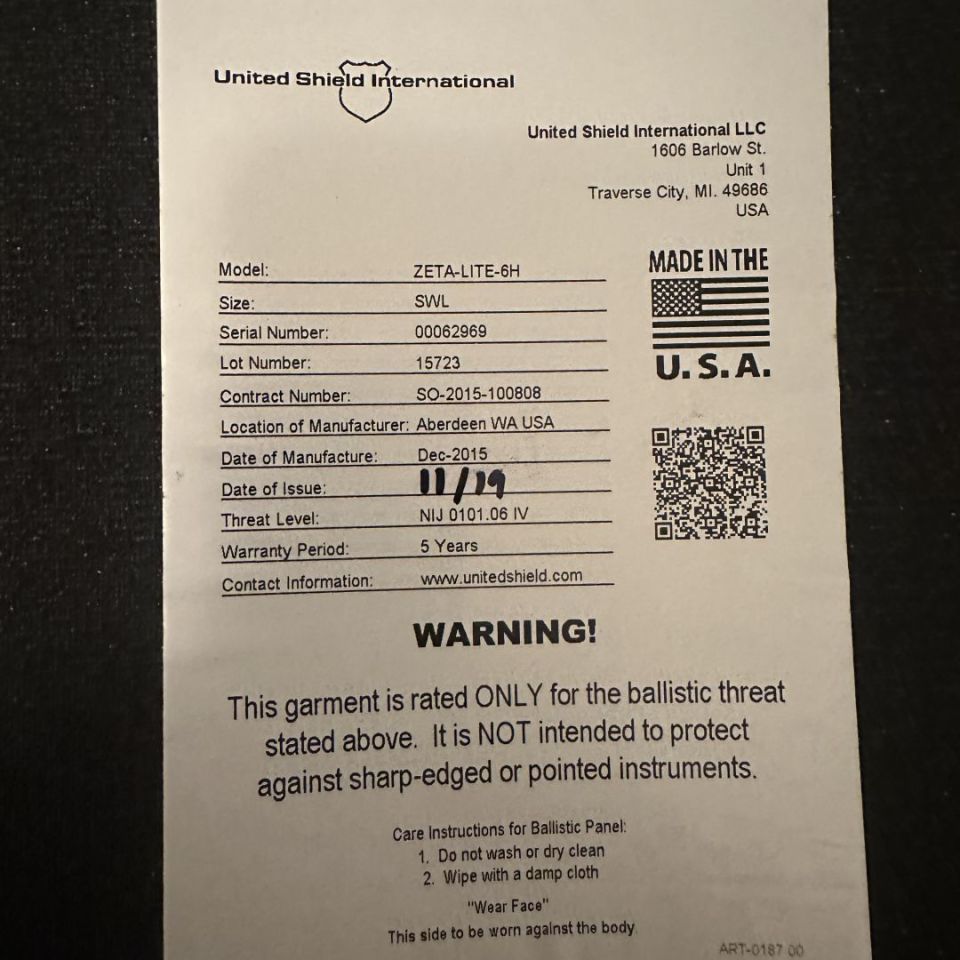 United Shield International
United Shield International LLC
1606 Barlow St.
Unit 1
Traverse City, MI. 49686
USA
MADE IN THE
U.S.A.
Model: ZETA-LITE-6H
Size: SWL
Serial Number: 00062969
Lot Number: 15723
Contract Number: SO-2015-100808
Location of Manufacturer: Aberdeen WA USA
Date of Manufacture: Dec-2015
Date of Issue: 11/19
Threat Level: NIJ 0101.06 IV
Warranty Period: 5 Years
Contact Information: www.unitedshield.com
WARNING!
This garment is rated ONLY for the ballistic threat
stated above. It is NOT intended to protect
against sharp-edged or pointed instruments.
Care Instructions for Ballistic Panel:
1. Do not wash or dry clean
2. Wipe with a damp cloth
"Wear Face"
This side to be worn against the body
ART-0187 00